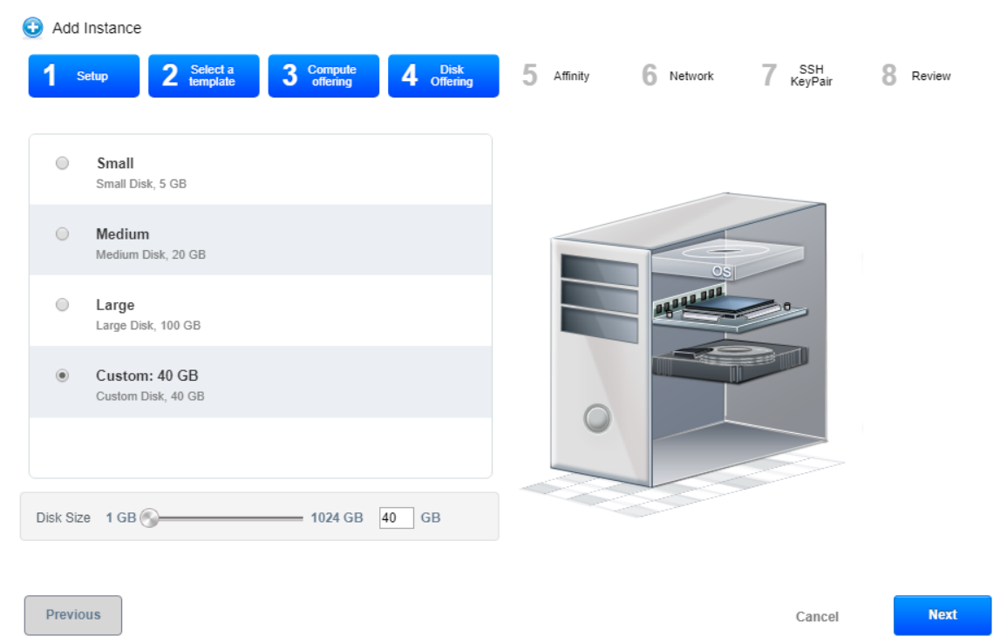 Add Instance
1 Setup
2 Select a
template
3 Compute
offering
4 Disk
Offering
5 Affinity
6 Network
7 SSH
KeyPair
8 Review
Small
Small Disk, 5 GB
Medium
Medium Disk, 20 GB
Large
Large Disk, 100 GB
Custom: 40 GB
Custom Disk, 40 GB
OS
Disk Size 1 GB 1024 GB 40 GB
Previous
Cancel
Next